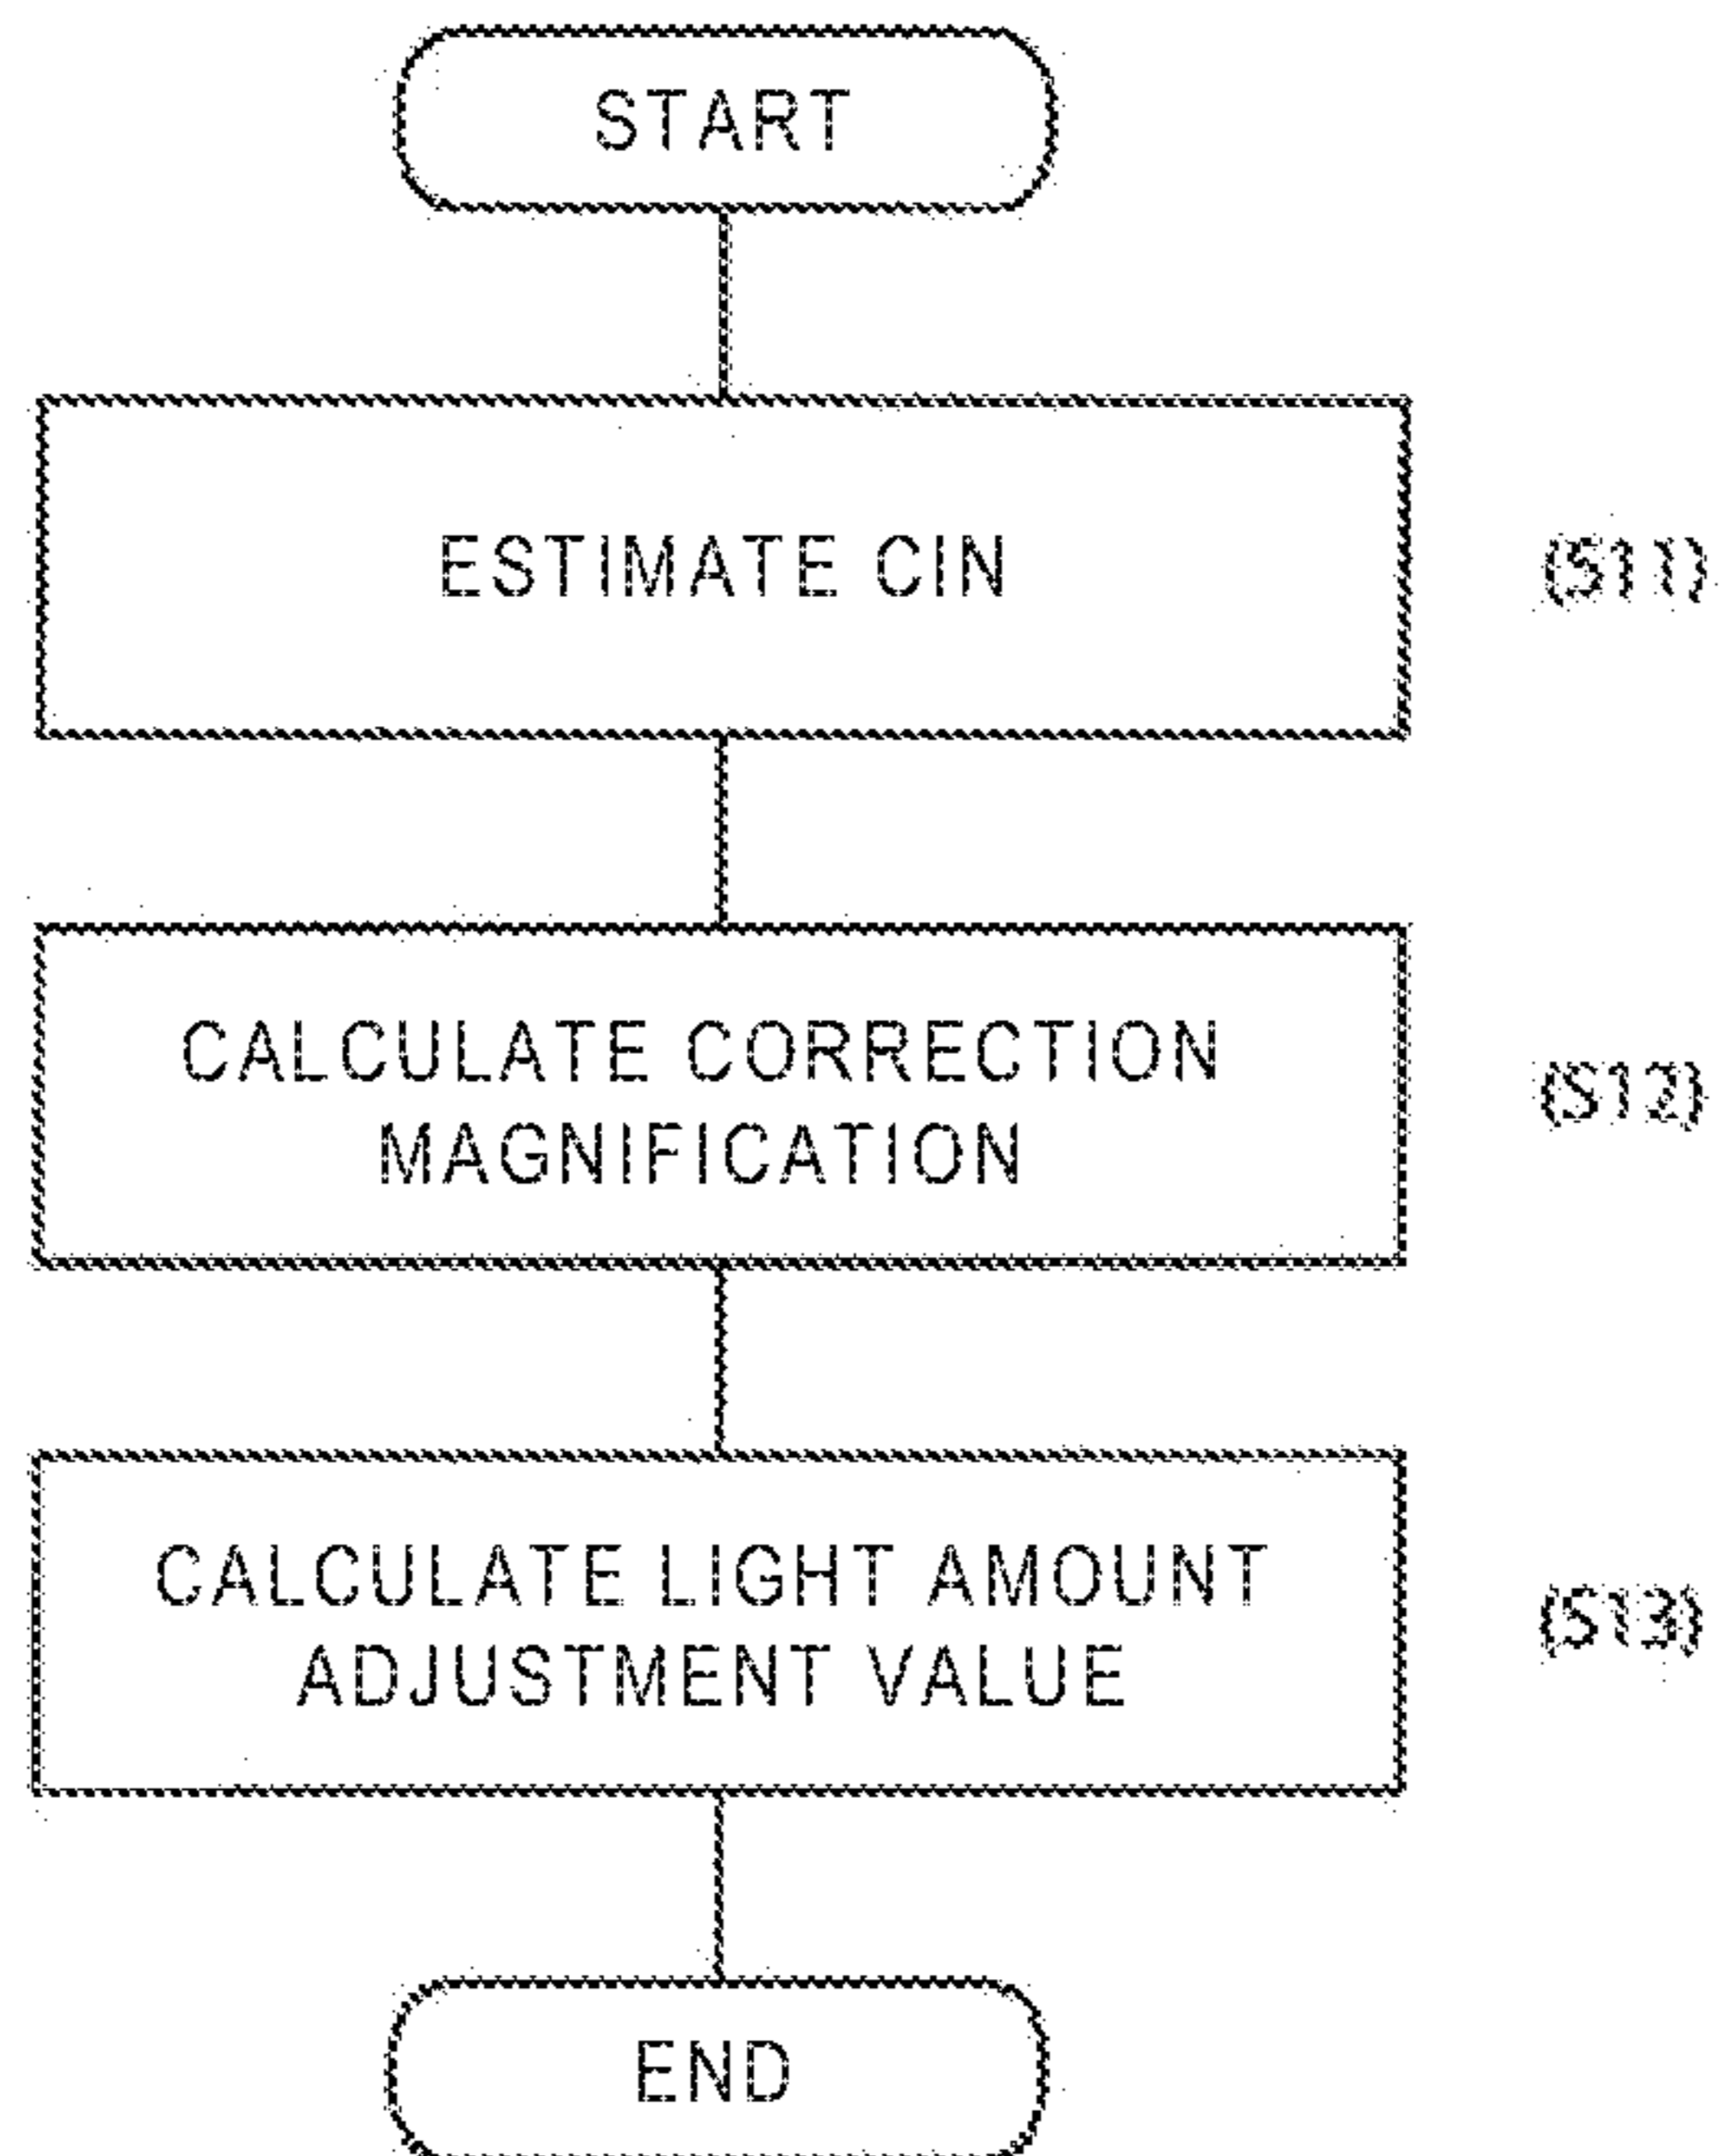 START
ESTIMATE CIN
(S11)
CALCULATE CORRECTION
MAGNIFICATION
(S12)
CALCULATE LIGHT AMOUNT
ADJUSTMENT VALUE
(S13)
END